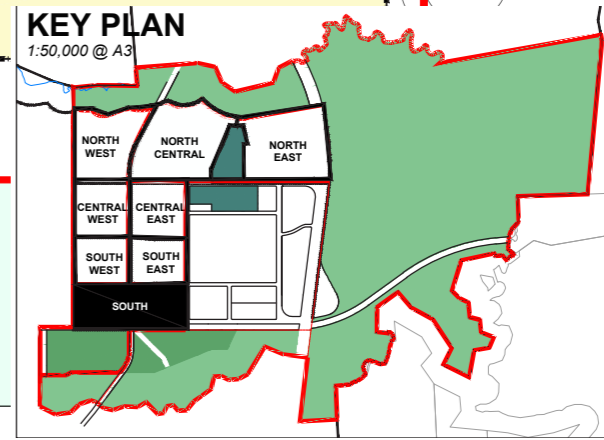 KEY PLAN
1:50,000 @ A3
NORTH
WEST
NORTH
CENTRAL
NORTH
EAST
CENTRAL
WEST
CENTRAL
EAST
SOUTH
WEST
SOUTH
EAST
SOUTH